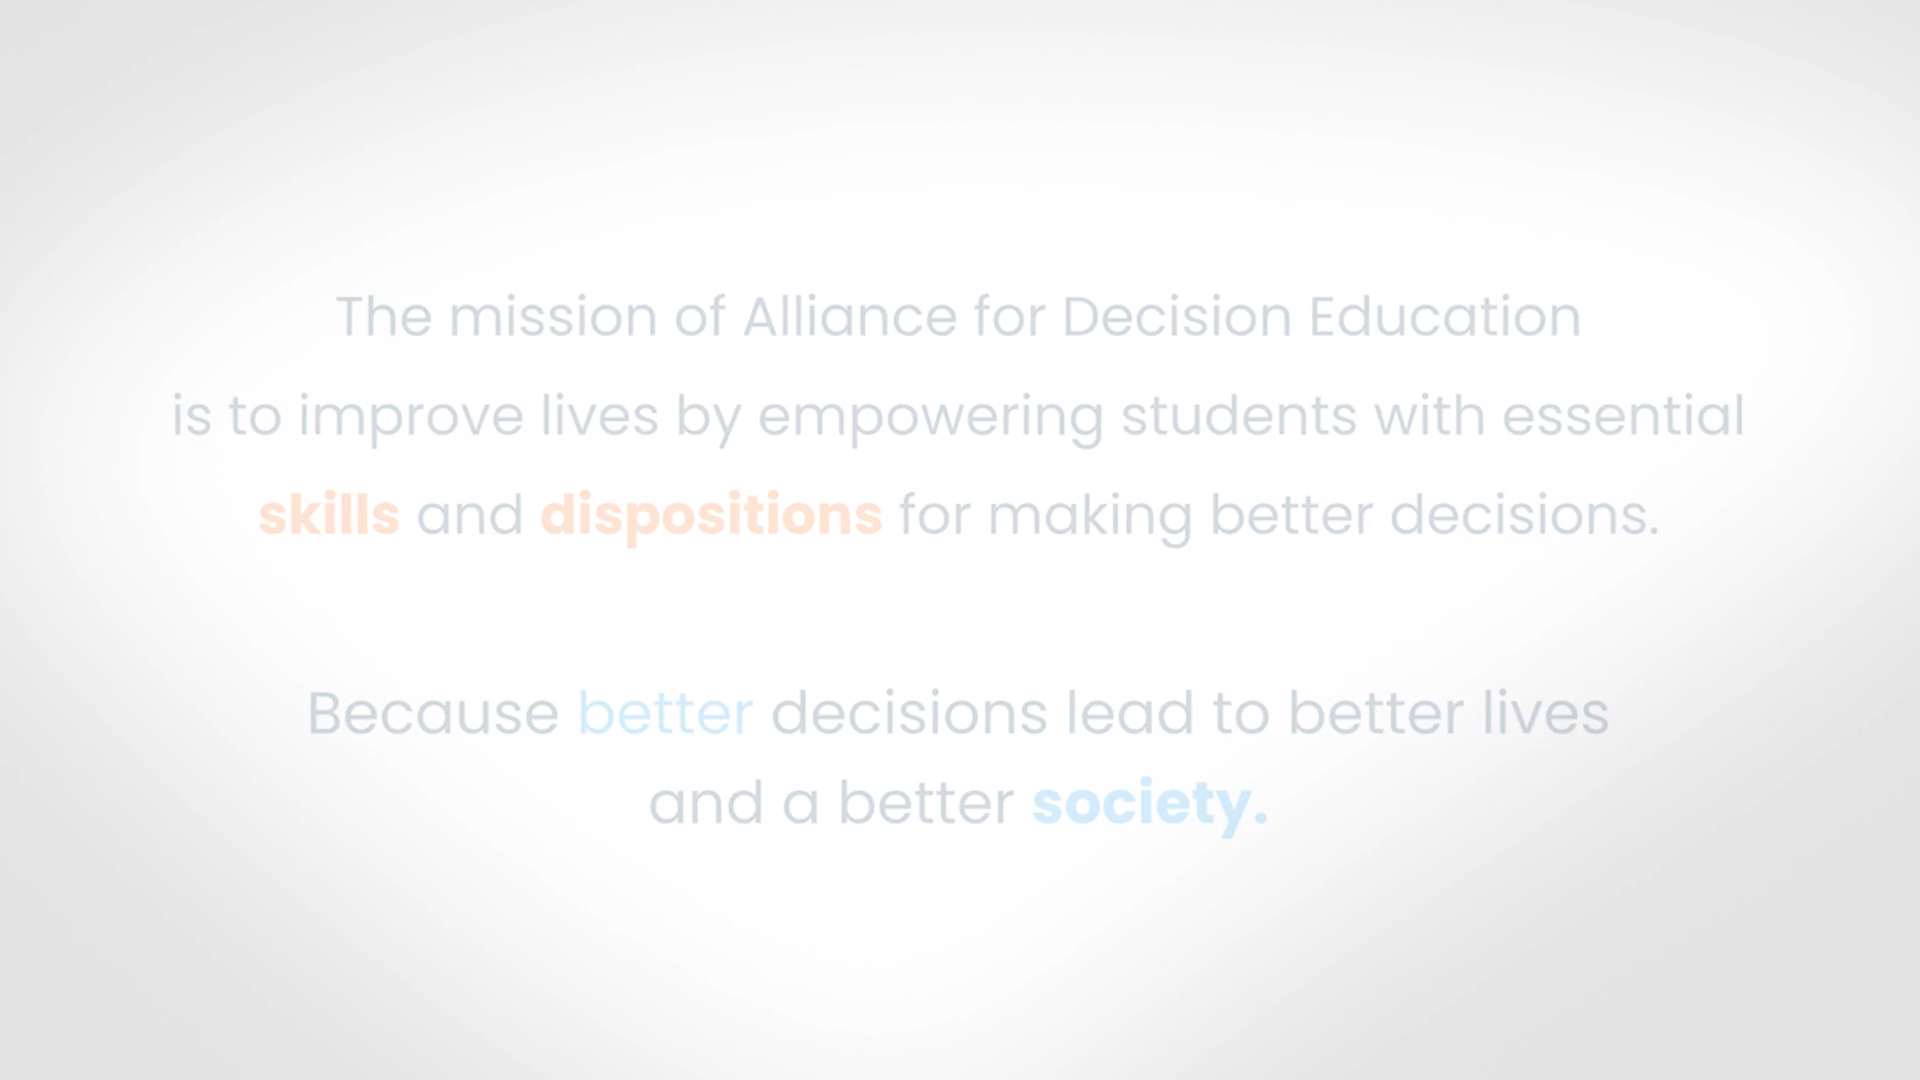 The mission of Alliance for Decision Education
is to improve lives by empowering students with essential
skills and dispositions for making better decisions.
Because better decisions lead to better lives
and a better society.